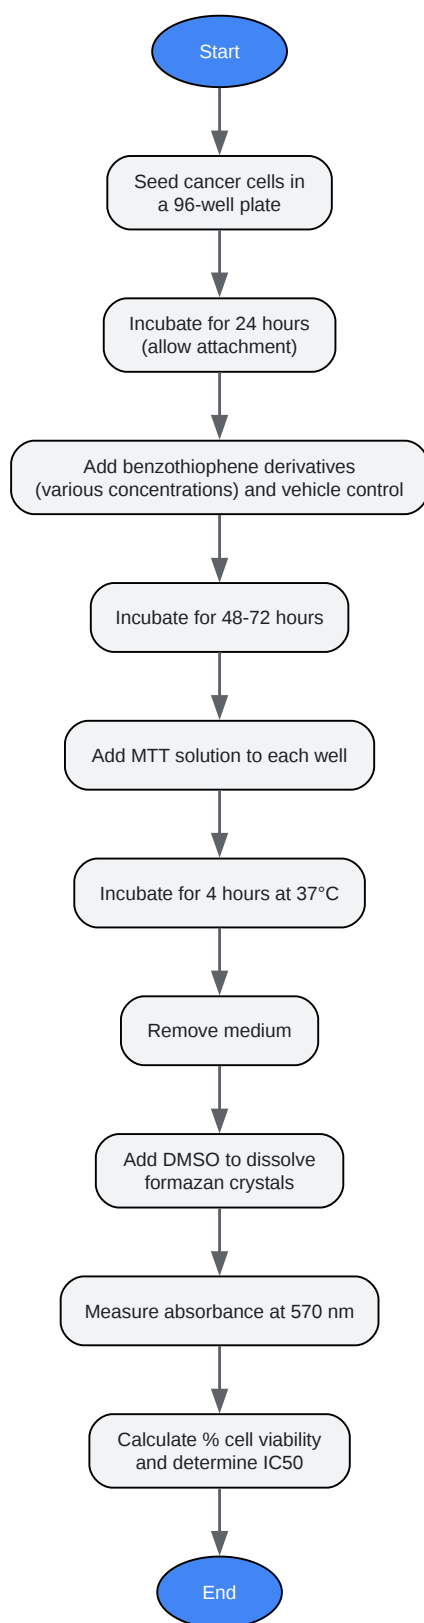 Start
Seed cancer cells in
a 96-well plate
Incubate for 24 hours
(allow attachment)
Add benzothiophene derivatives
(various concentrations) and vehicle control
Incubate for 48-72 hours
Add MTT solution to each well
Incubate for 4 hours at 37°C
Remove medium
Add DMSO to dissolve
formazan crystals
Measure absorbance at 570 nm
Calculate % cell viability
and determine IC50
End